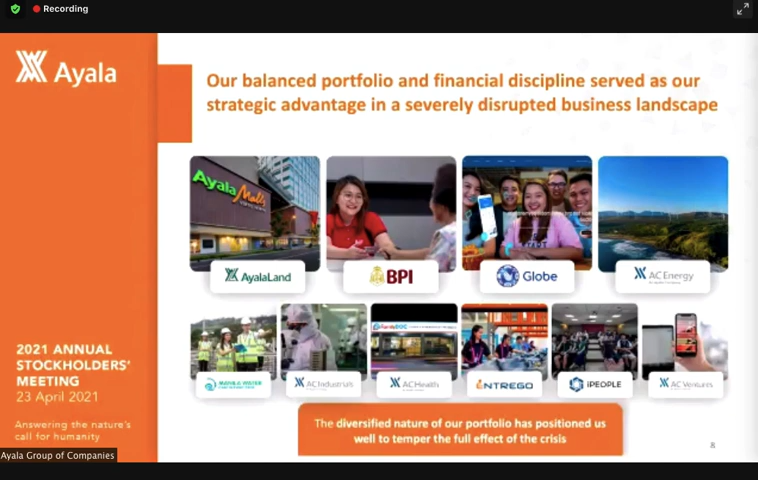 Recording
Ayala
Our balanced portfolio and financial discipline served as our
strategic advantage in a severely disrupted business landscape
Ayala Malls
AyalaLand
BPI
Globe
AC Energy
MANILA WATER
AC Industrials
AC Health
ENTREGO
iPEOPLE
AC Ventures
2021 ANNUAL
STOCKHOLDERS’
MEETING
23 April 2021
Answering the nature's
call for humanity
The diversified nature of our portfolio has positioned us
well to temper the full effect of the crisis
8
Ayala Group of Companies